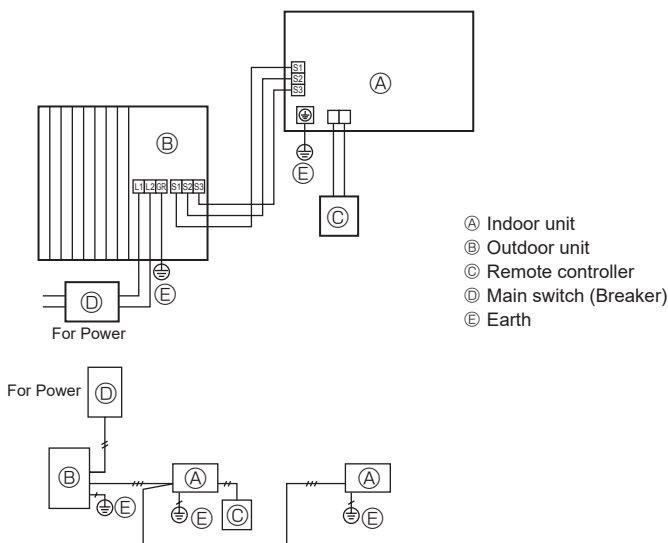 S1
S2
S3
Ⓐ
Ⓔ
Ⓒ
Ⓑ
L1 L2 GR S1 S2 S3
Ⓔ
Ⓓ
For Power
Ⓐ Indoor unit
Ⓑ Outdoor unit
Ⓒ Remote controller
Ⓓ Main switch (Breaker)
Ⓔ Earth
For Power Ⓓ
Ⓑ Ⓔ Ⓐ Ⓔ Ⓒ Ⓐ Ⓔ